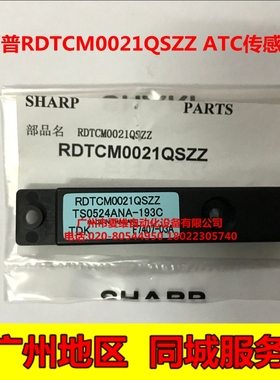 普RDTCM0021QSZZ ATC传感
SHARP PARTS
部品名 RDTCM0021QSZZ
RDTCM0021QSZZ
RDTCM0021QSZZ
TS0524ANA-193C
TDK 7407-03A
SHARP
广州地区 同城服务